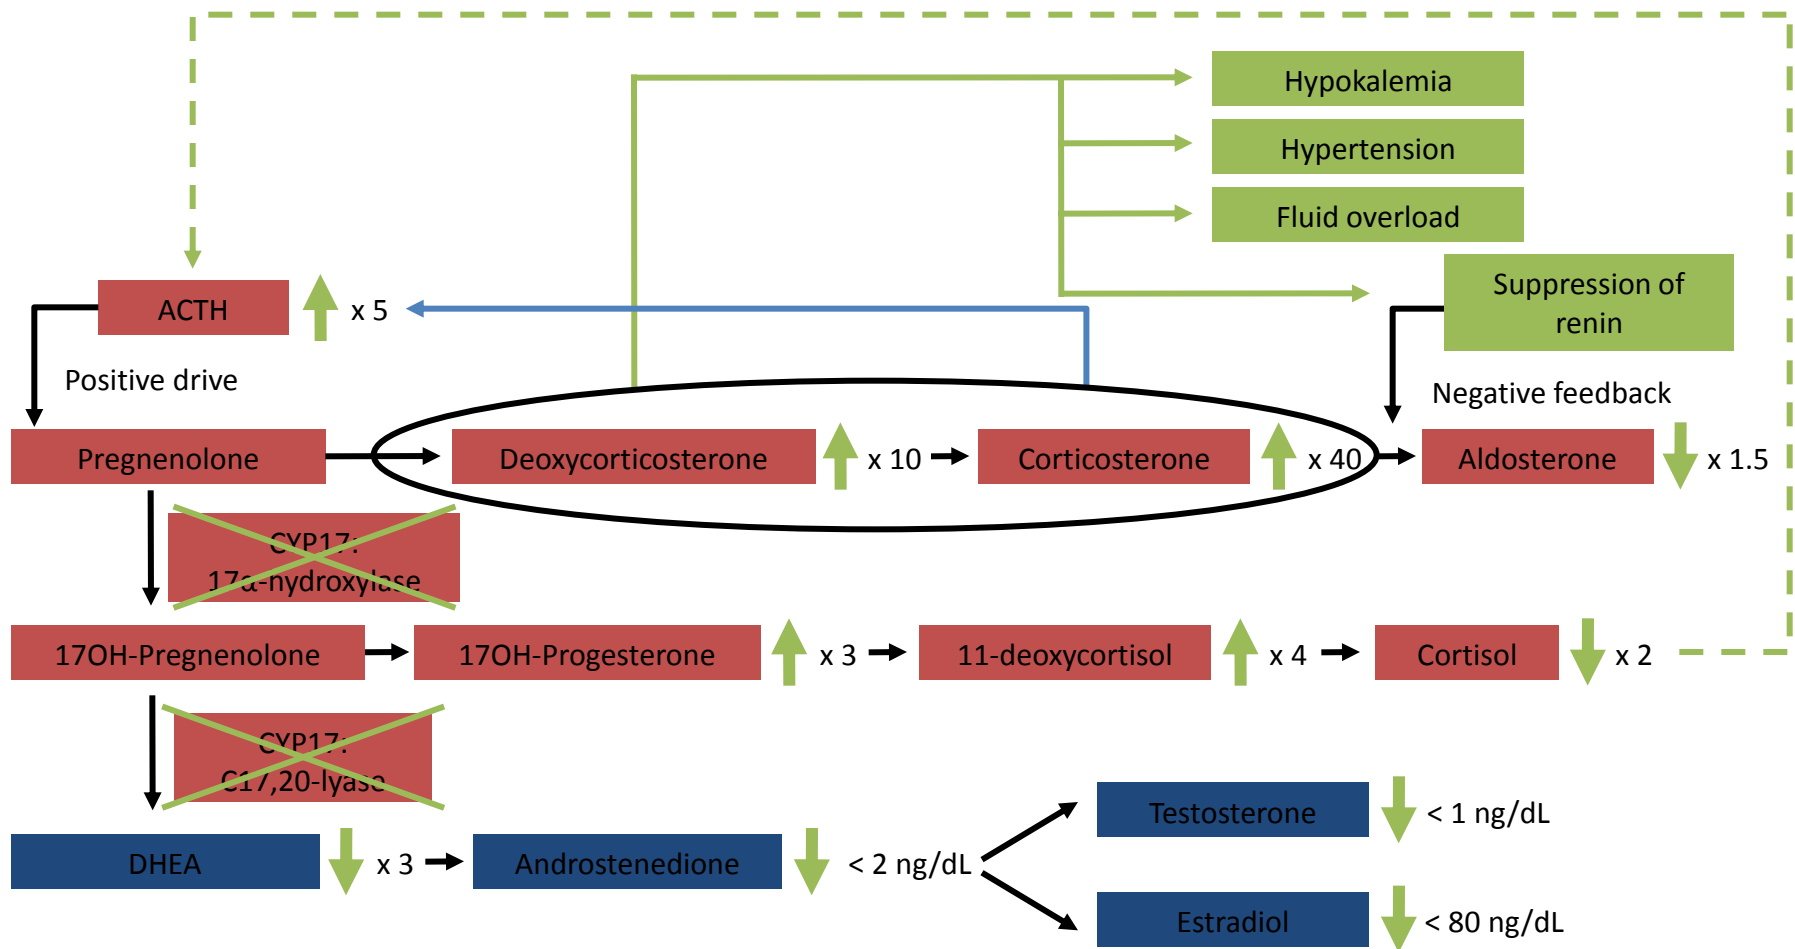 Hypokalemia
Hypertension
Fluid overload
Suppression of
renin
ACTH
x 5
Positive drive
Negative feedback
Pregnenolone
Deoxycorticosterone
x 10
Corticosterone
x 40
Aldosterone
x 1.5
CYP17:
17α-hydroxylase
17OH-Pregnenolone
17OH-Progesterone
x 3
11-deoxycortisol
x 4
Cortisol
x 2
CYP17:
C17,20-lyase
Testosterone
< 1 ng/dL
DHEA
x 3
Androstenedione
< 2 ng/dL
Estradiol
< 80 ng/dL